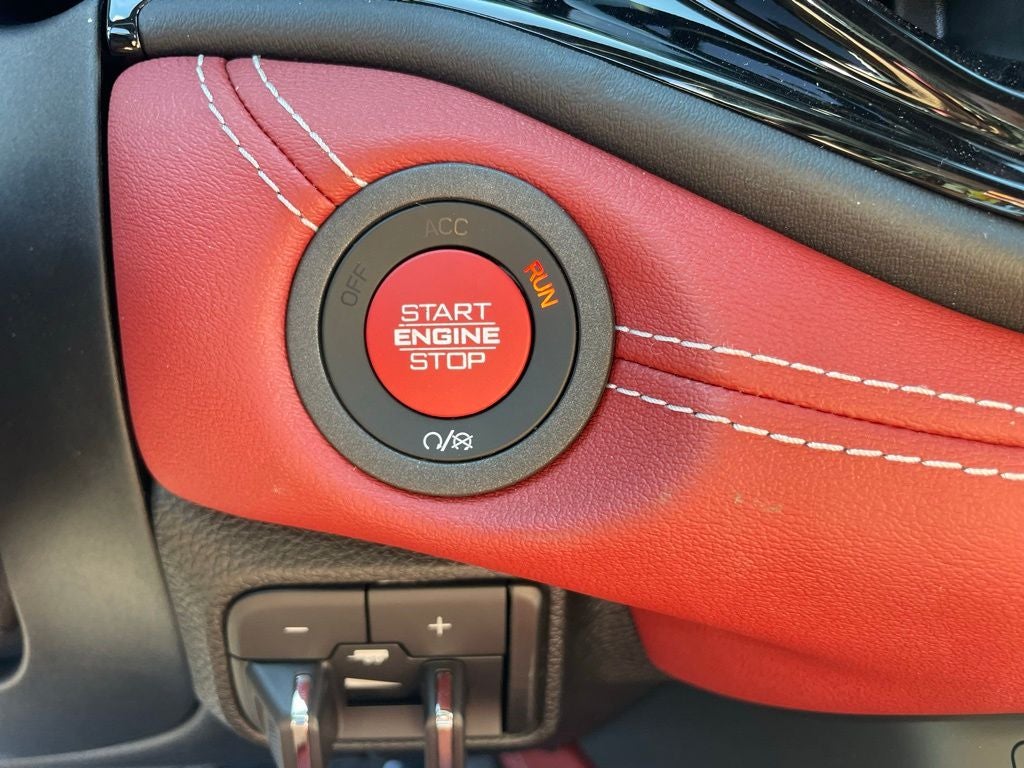 ACC
OFF
RUN
START
ENGINE
STOP
-
+